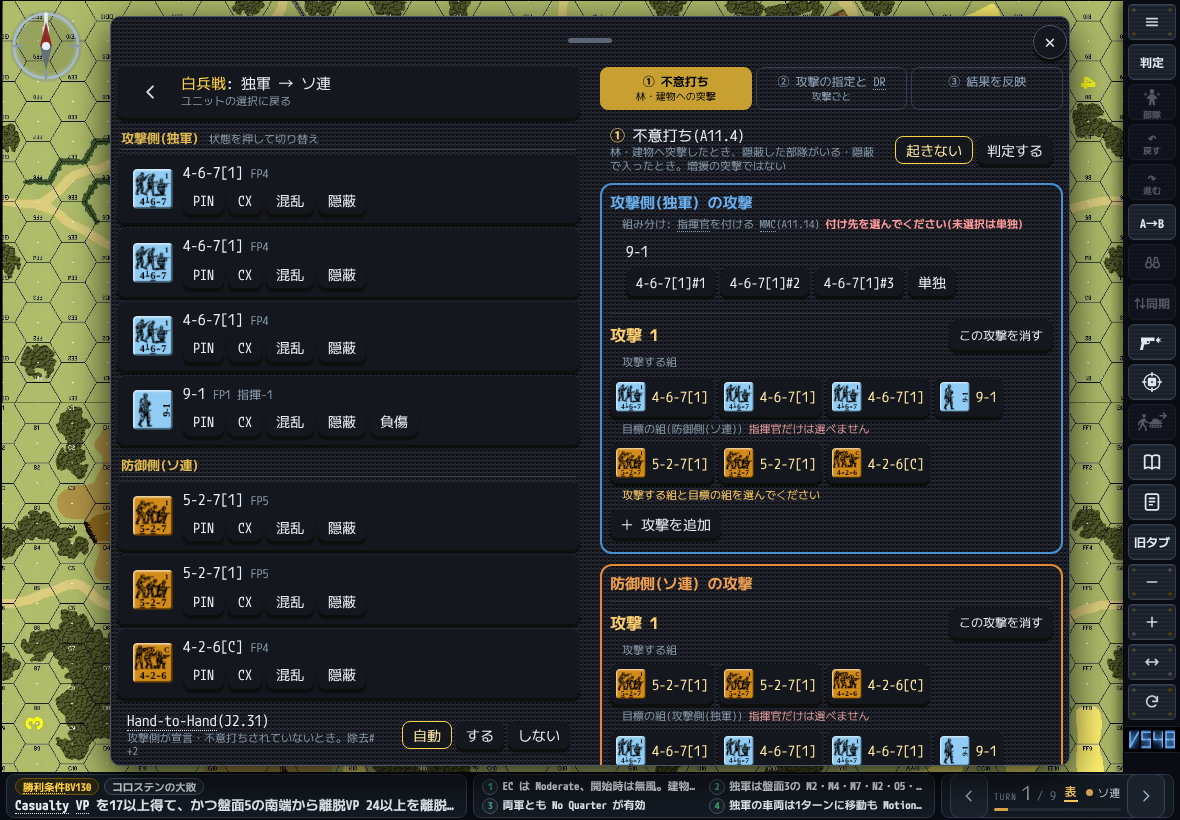 白兵戦: 独軍 → ソ連
ユニットの選択に戻る
攻撃側(独軍) 状態を押して切り替え
4-6-7[1] FP4
PIN CX 混乱 隠蔽
4-6-7[1] FP4
PIN CX 混乱 隠蔽
4-6-7[1] FP4
PIN CX 混乱 隠蔽
9-1 FP1 指揮-1
PIN CX 混乱 隠蔽 負傷
防御側(ソ連)
5-2-7[1] FP5
PIN CX 混乱 隠蔽
5-2-7[1] FP5
PIN CX 混乱 隠蔽
4-2-6[C] FP4
PIN CX 混乱 隠蔽
Hand-to-Hand(J2.31)
攻撃側が宣言・不意打ちされていないとき。除去#
+2
自動 する しない
① 不意打ち
林・建物への突撃
② 攻撃の指定と DR
攻撃ごと
③ 結果を反映
① 不意打ち(A11.4)
林・建物へ突撃したとき、隠蔽した部隊がいる・隠蔽
で入ったとき。増援の突撃ではない
起きない 判定する
攻撃側(独軍) の攻撃
組み分け: 指揮官を付ける MMC(A11.14) 付け先を選んでください(未選択は単独)
9-1
4-6-7[1]#1 4-6-7[1]#2 4-6-7[1]#3 単独
攻撃 1
この攻撃を消す
攻撃する組
4-6-7[1] 4-6-7[1] 4-6-7[1] 9-1
目標の組(防御側(ソ連)) 指揮官だけは選べません
5-2-7[1] 5-2-7[1] 4-2-6[C]
攻撃する組と目標の組を選んでください
＋ 攻撃を追加
防御側(ソ連) の攻撃
攻撃 1
この攻撃を消す
攻撃する組
5-2-7[1] 5-2-7[1] 4-2-6[C]
目標の組(攻撃側(独軍)) 指揮官だけは選べません
4-6-7[1] 4-6-7[1] 4-6-7[1] 9-1
判定
部隊
戻す
進む
A→B
⇅同期
旧タブ
V548
3
4
勝利条件BV130 コロステンの大敗
Casualty VP を17以上得て、かつ盤面5の南端から離脱VP 24以上を離脱…
① EC は Moderate、開始時は無風。建物…
② 独軍は盤面3の M2・M4・M7・N2・O5・…
③ 両軍とも No Quarter が有効
④ 独軍の車両は1ターンに移動も Motion…
TURN 1 / 9 表 ソ連